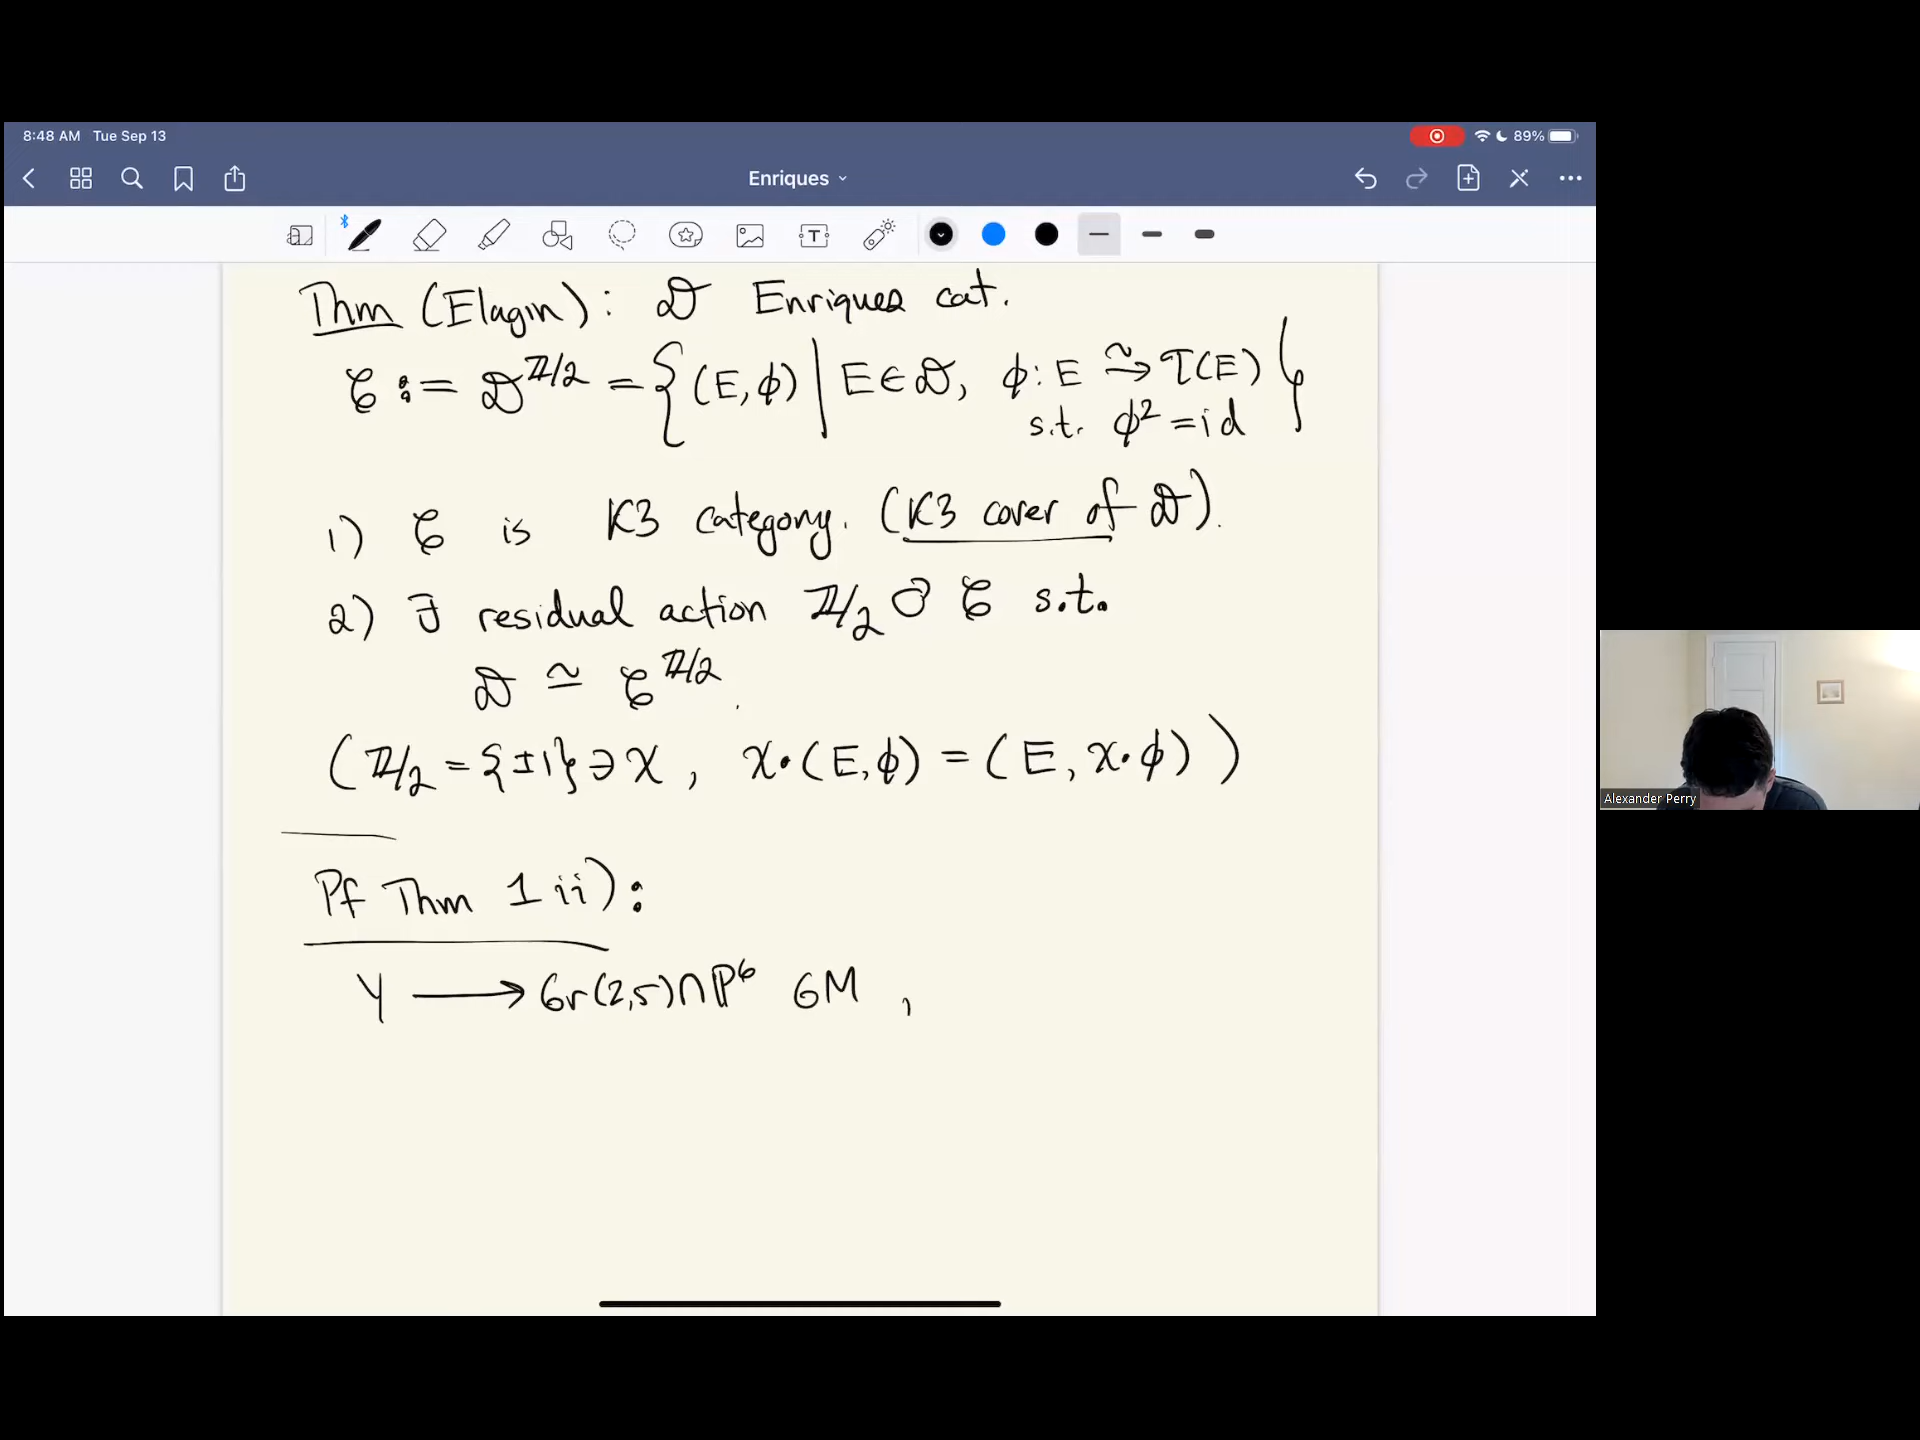 8:48 AM Tue Sep 13
89%
Enriques
Thm (Elagin): 𝒟 Enriques cat.
𝒞 := 𝒟^{ℤ/2} = { (E, φ) | E ∈ 𝒟, φ: E ⥲ τ(E)
s.t. φ² = id }
1) 𝒞 is K3 category. (K3 cover of 𝒟).
2) ∃ residual action ℤ/2 ↻ 𝒞 s.t.
𝒟 ≃ 𝒞^{ℤ/2}.
(ℤ/2 = {±1} ∋ χ, χ·(E, φ) = (E, χ·φ))
Pf Thm 1 ii):
Y ⟶ Gr(2,5) ∩ ℙ⁶ GM,
Alexander Perry